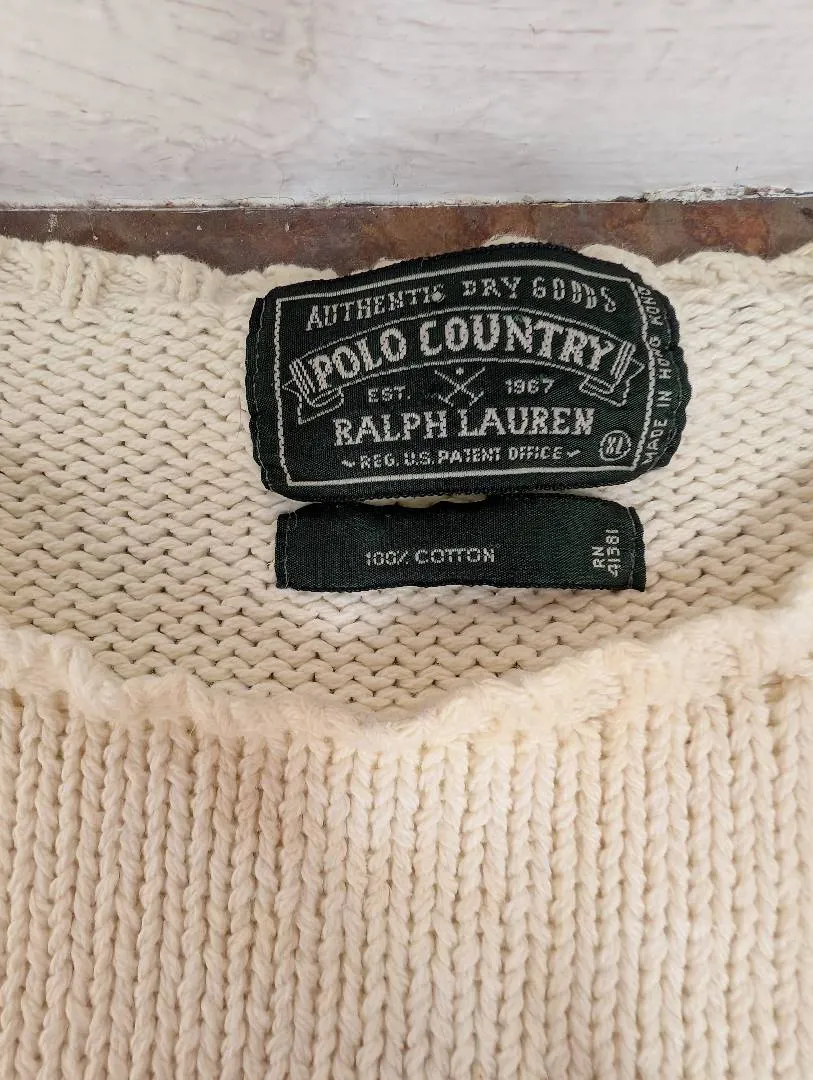 AUTHENTIC DRY GOODS
POLO COUNTRY
EST. 1967
RALPH LAUREN
REG. U.S. PATENT OFFICE
XL
MADE IN HONG KONG
100% COTTON
RN
41381